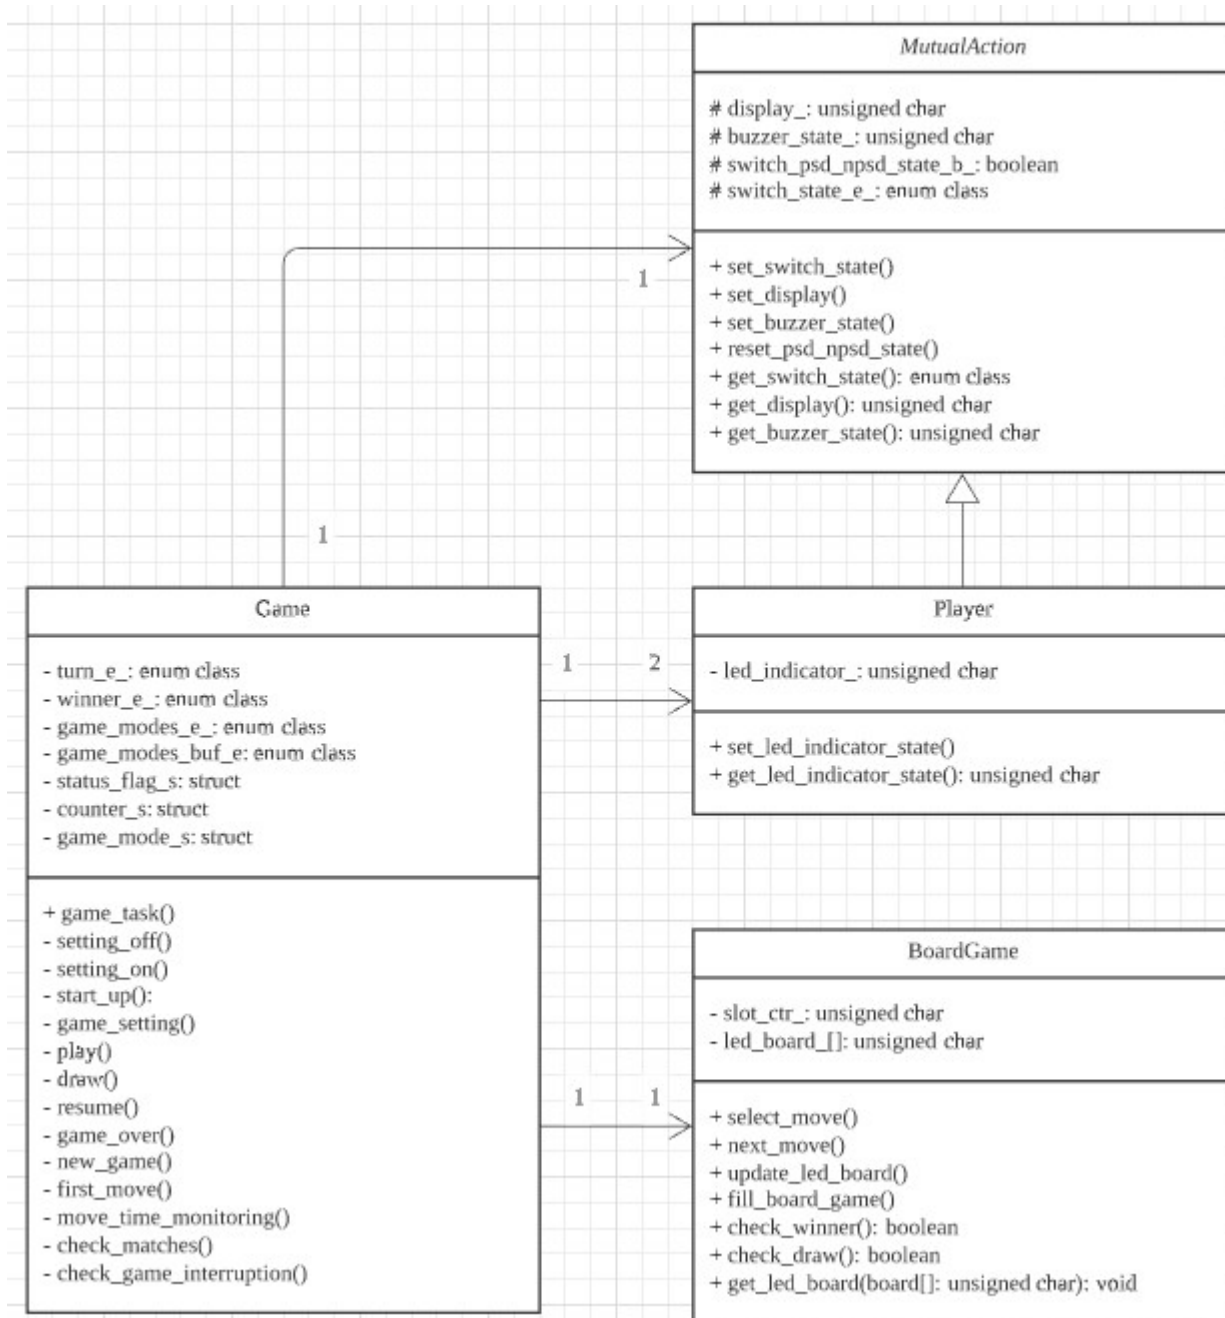 MutualAction
# display_: unsigned char
# buzzer_state_: unsigned char
# switch_psd_npsd_state_b_: boolean
# switch_state_e_: enum class
+ set_switch_state()
+ set_display()
+ set_buzzer_state()
+ reset_psd_npsd_state()
+ get_switch_state(): enum class
+ get_display(): unsigned char
+ get_buzzer_state(): unsigned char
1
1
Game
- turn_e_: enum class
- winner_e_: enum class
- game_modes_e_: enum class
- game_modes_buf_e: enum class
- status_flag_s: struct
- counter_s: struct
- game_mode_s: struct
+ game_task()
- setting_off()
- setting_on()
- start_up():
- game_setting()
- play()
- draw()
- resume()
- game_over()
- new_game()
- first_move()
- move_time_monitoring()
- check_matches()
- check_game_interruption()
1 2
Player
- led_indicator_: unsigned char
+ set_led_indicator_state()
+ get_led_indicator_state(): unsigned char
1 1
BoardGame
- slot_ctr_: unsigned char
- led_board_[]: unsigned char
+ select_move()
+ next_move()
+ update_led_board()
+ fill_board_game()
+ check_winner(): boolean
+ check_draw(): boolean
+ get_led_board(board[]: unsigned char): void